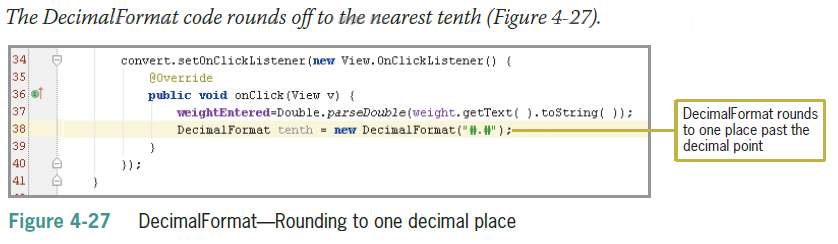 The DecimalFormat code rounds off to the nearest tenth (Figure 4-27).
34 convert.setOnClickListener(new View.OnClickListener() {
35 @Override
36 public void onClick(View v) {
37 weightEntered=Double.parseDouble(weight.getText( ).toString( ));
38 DecimalFormat tenth = new DecimalFormat("#.#");
39 }
40 });
41 }
DecimalFormat rounds
to one place past the
decimal point
Figure 4-27 DecimalFormat—Rounding to one decimal place